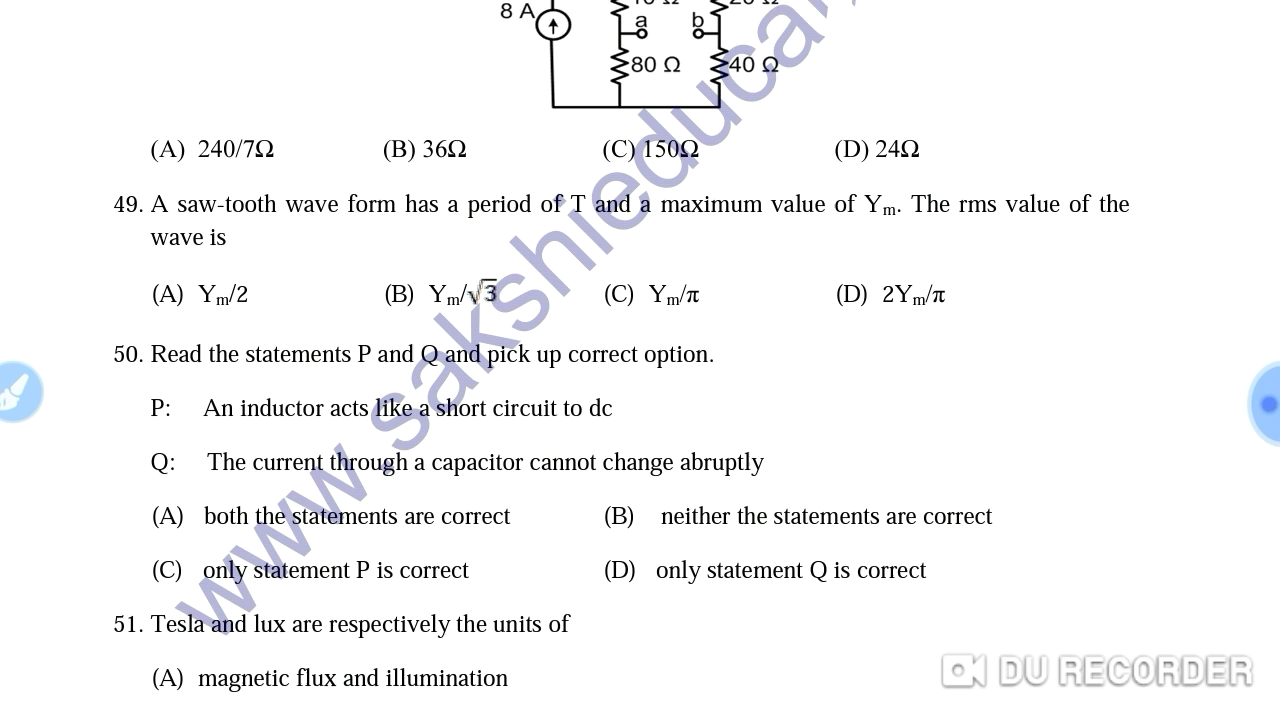 8 A
a b
80 Ω 40 Ω
(A) 240/7Ω (B) 36Ω (C) 150Ω (D) 24Ω
49. A saw-tooth wave form has a period of T and a maximum value of Ym. The rms value of the
wave is
(A) Ym/2 (B) Ym/√3 (C) Ym/π (D) 2Ym/π
50. Read the statements P and Q and pick up correct option.
P: An inductor acts like a short circuit to dc
Q: The current through a capacitor cannot change abruptly
(A) both the statements are correct (B) neither the statements are correct
(C) only statement P is correct (D) only statement Q is correct
51. Tesla and lux are respectively the units of
(A) magnetic flux and illumination
www.sakshieducat
DU RECORDER